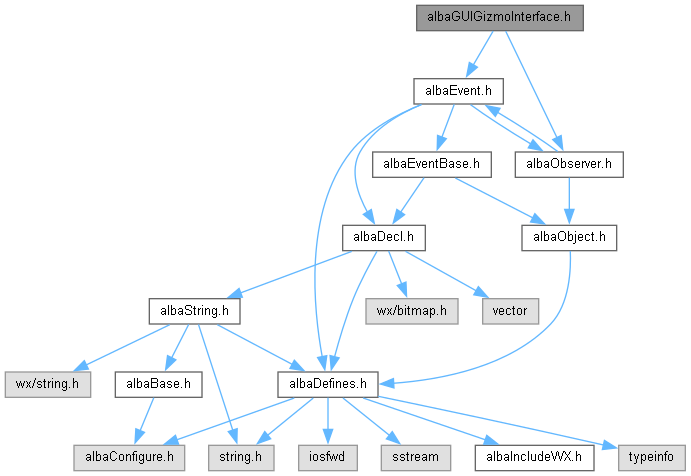 albaGUIGizmoInterface.h
albaEvent.h
albaEventBase.h
albaObserver.h
albaDecl.h
albaObject.h
albaString.h
wx/bitmap.h
vector
wx/string.h
albaBase.h
albaDefines.h
albaConfigure.h
string.h
iosfwd
sstream
albaIncludeWX.h
typeinfo